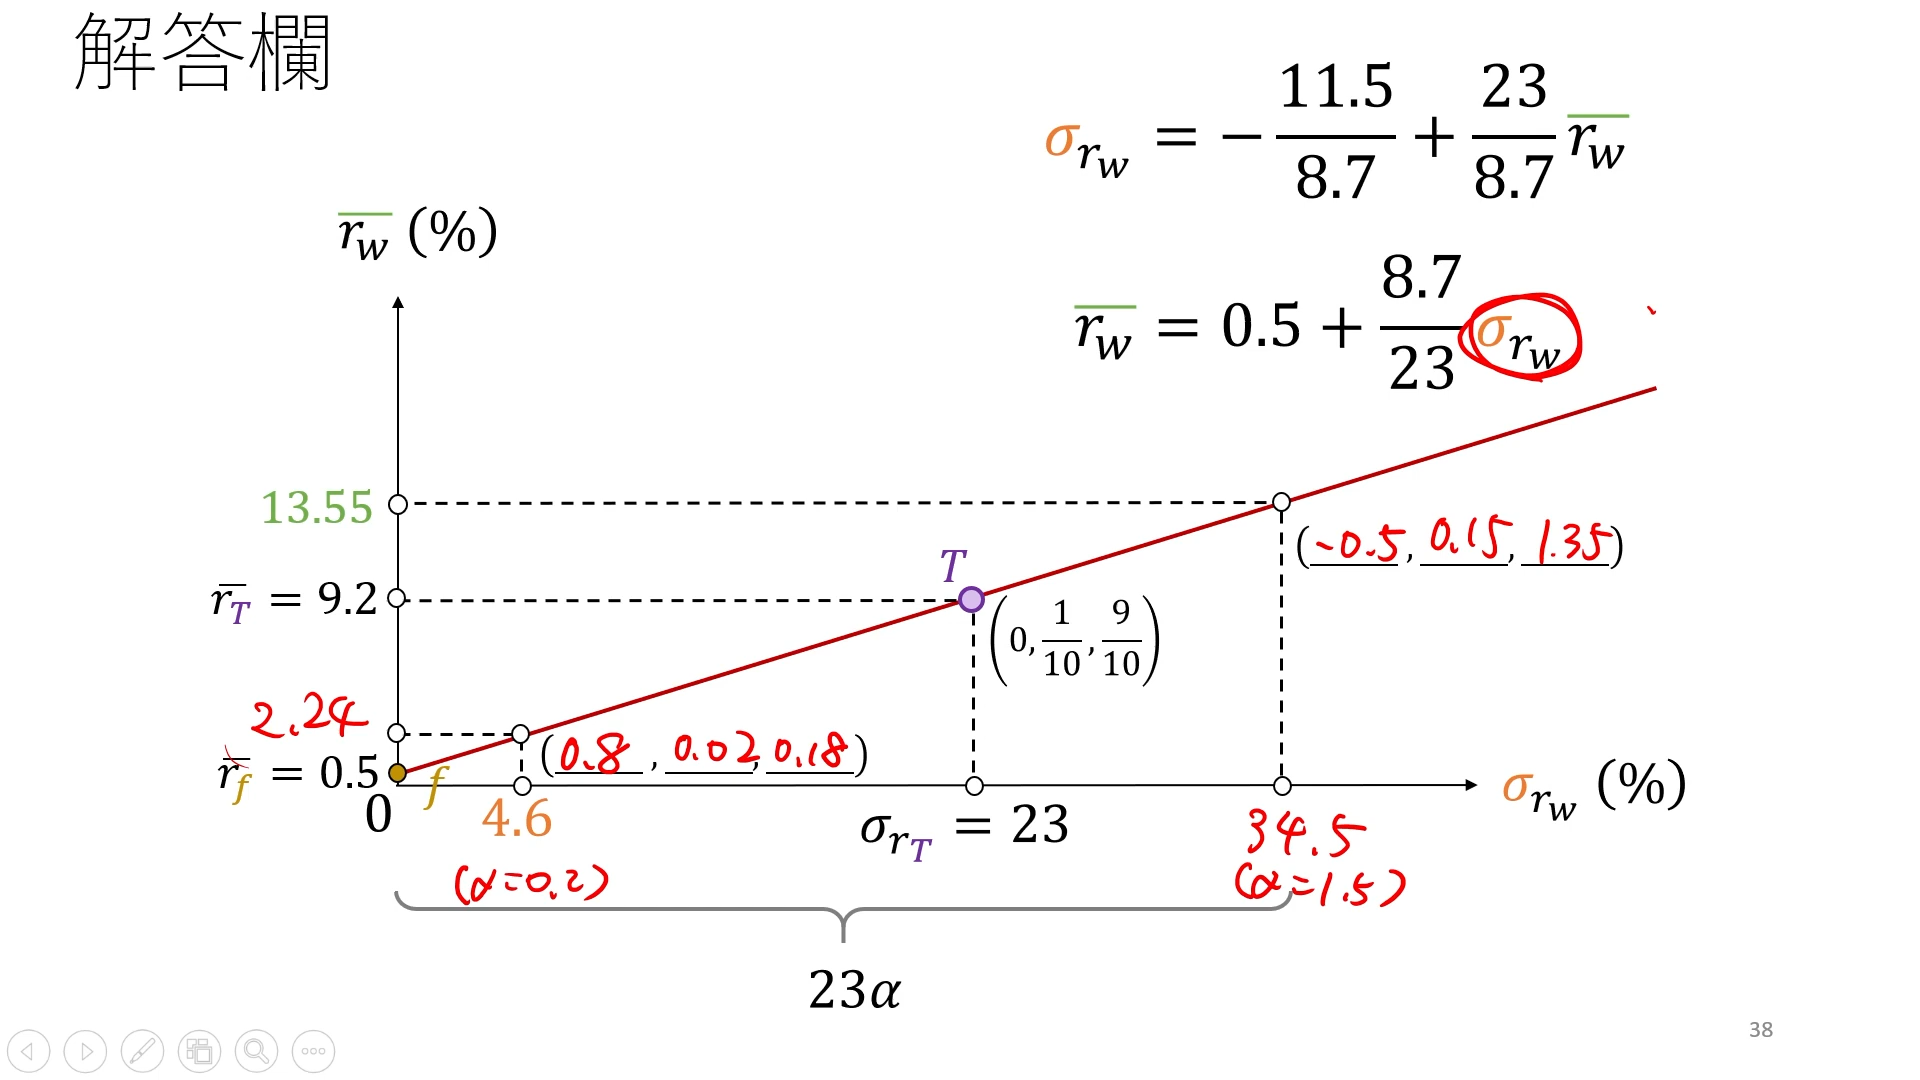 解答欄
σ_{r_w} = −11.5/8.7 + 23/8.7 \overline{r_w}
\overline{r_w} (%)
\overline{r_w} = 0.5 + 8.7/23 σ_{r_w}
13.55
(-0.5, 0.15, 1.35)
T
\overline{r_T} = 9.2
(0, 1/10, 9/10)
2.24
(0.8, 0.02, 0.18)
\overline{r_f} = 0.5
f
0
4.6
σ_{r_T} = 23
34.5
σ_{r_w} (%)
(α=0.2)
(α=1.5)
23α
38